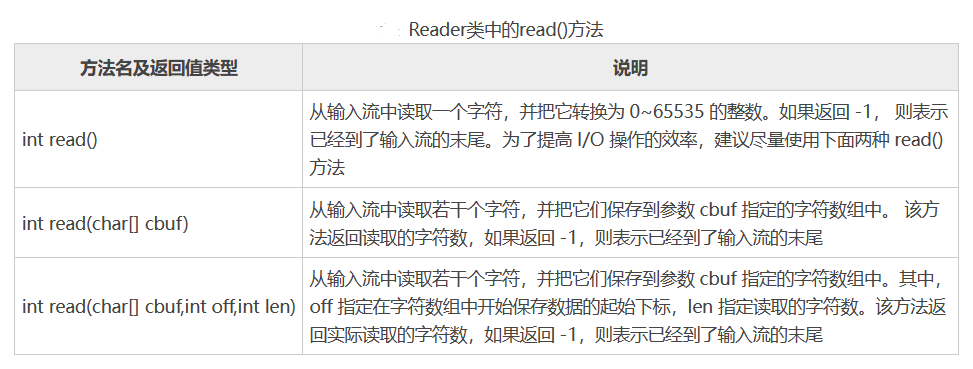 Reader类中的read()方法
方法名及返回值类型
说明
int read()
从输入流中读取一个字符，并把它转换为 0~65535 的整数。如果返回 -1， 则表示
已经到了输入流的末尾。为了提高 I/O 操作的效率，建议尽量使用下面两种 read()
方法
int read(char[] cbuf)
从输入流中读取若干个字符，并把它们保存到参数 cbuf 指定的字符数组中。 该方
法返回读取的字符数，如果返回 -1，则表示已经到了输入流的末尾
int read(char[] cbuf,int off,int len)
从输入流中读取若干个字符，并把它们保存到参数 cbuf 指定的字符数组中。其中，
off 指定在字符数组中开始保存数据的起始下标，len 指定读取的字符数。该方法返
回实际读取的字符数，如果返回 -1，则表示已经到了输入流的末尾